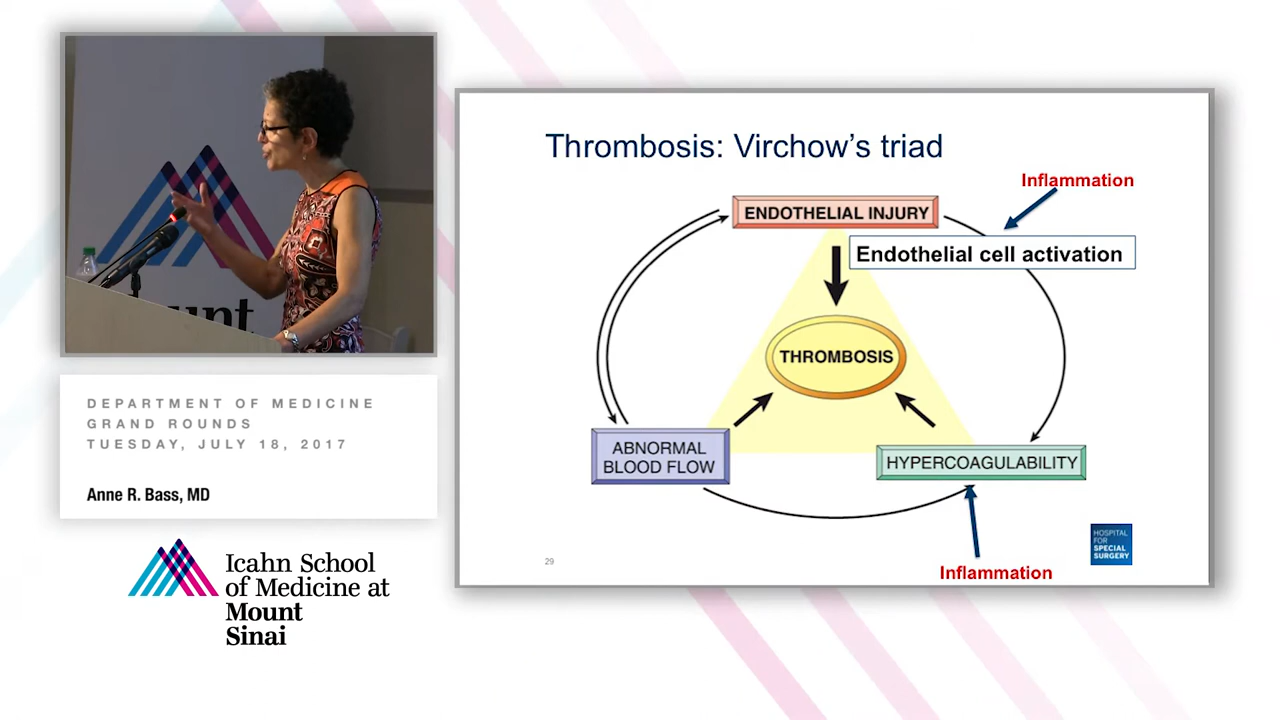 Mount
DEPARTMENT OF MEDICINE
GRAND ROUNDS
TUESDAY, JULY 18, 2017
Anne R. Bass, MD
Icahn School
of Medicine at
Mount
Sinai
Thrombosis: Virchow's triad
Inflammation
ENDOTHELIAL INJURY
Endothelial cell activation
THROMBOSIS
ABNORMAL
BLOOD FLOW
HYPERCOAGULABILITY
Inflammation
29
HOSPITAL
FOR
SPECIAL
SURGERY